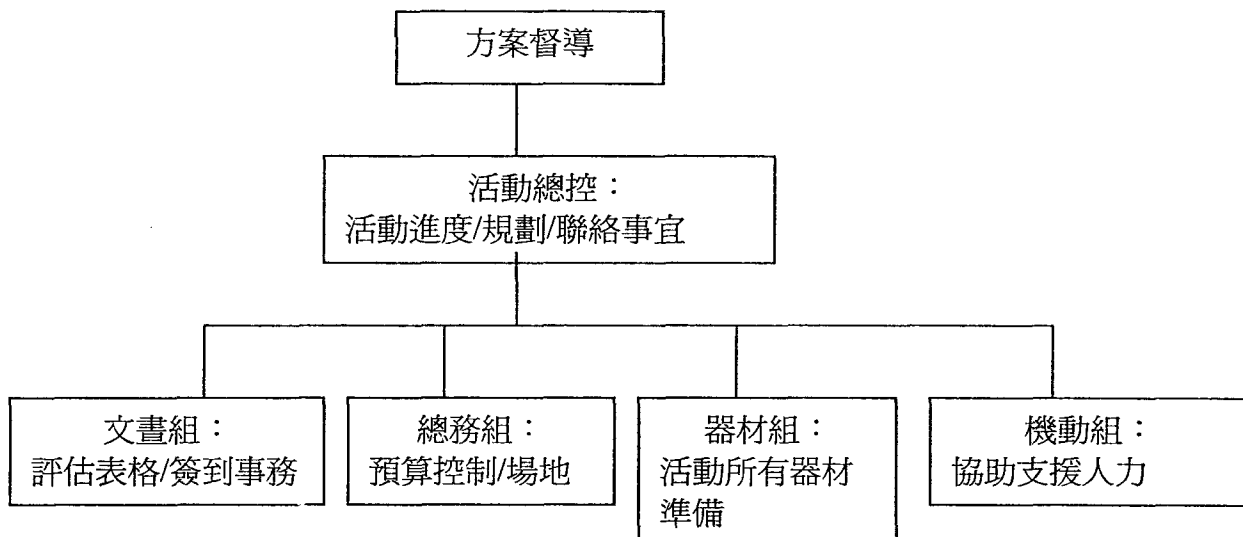 方案督導
活動總控：
活動進度/規劃/聯絡事宜
文書組：
評估表格/簽到事務
總務組：
預算控制/場地
器材組：
活動所有器材
準備
機動組：
協助支援人力